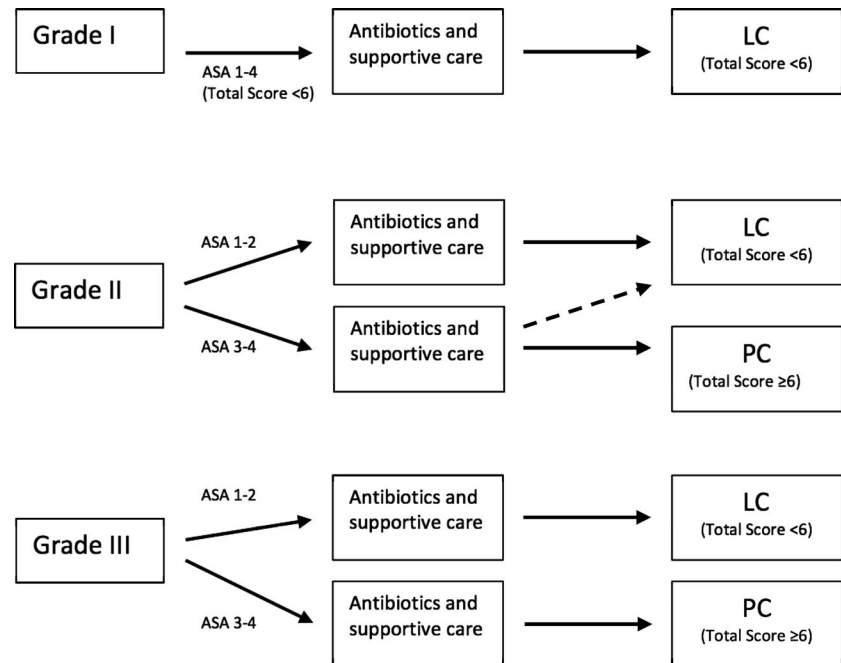 Grade I
ASA 1-4
(Total Score <6)
Antibiotics and
supportive care
LC
(Total Score <6)
Grade II
ASA 1-2
Antibiotics and
supportive care
LC
(Total Score <6)
ASA 3-4
Antibiotics and
supportive care
PC
(Total Score ≥6)
Grade III
ASA 1-2
Antibiotics and
supportive care
LC
(Total Score <6)
ASA 3-4
Antibiotics and
supportive care
PC
(Total Score ≥6)